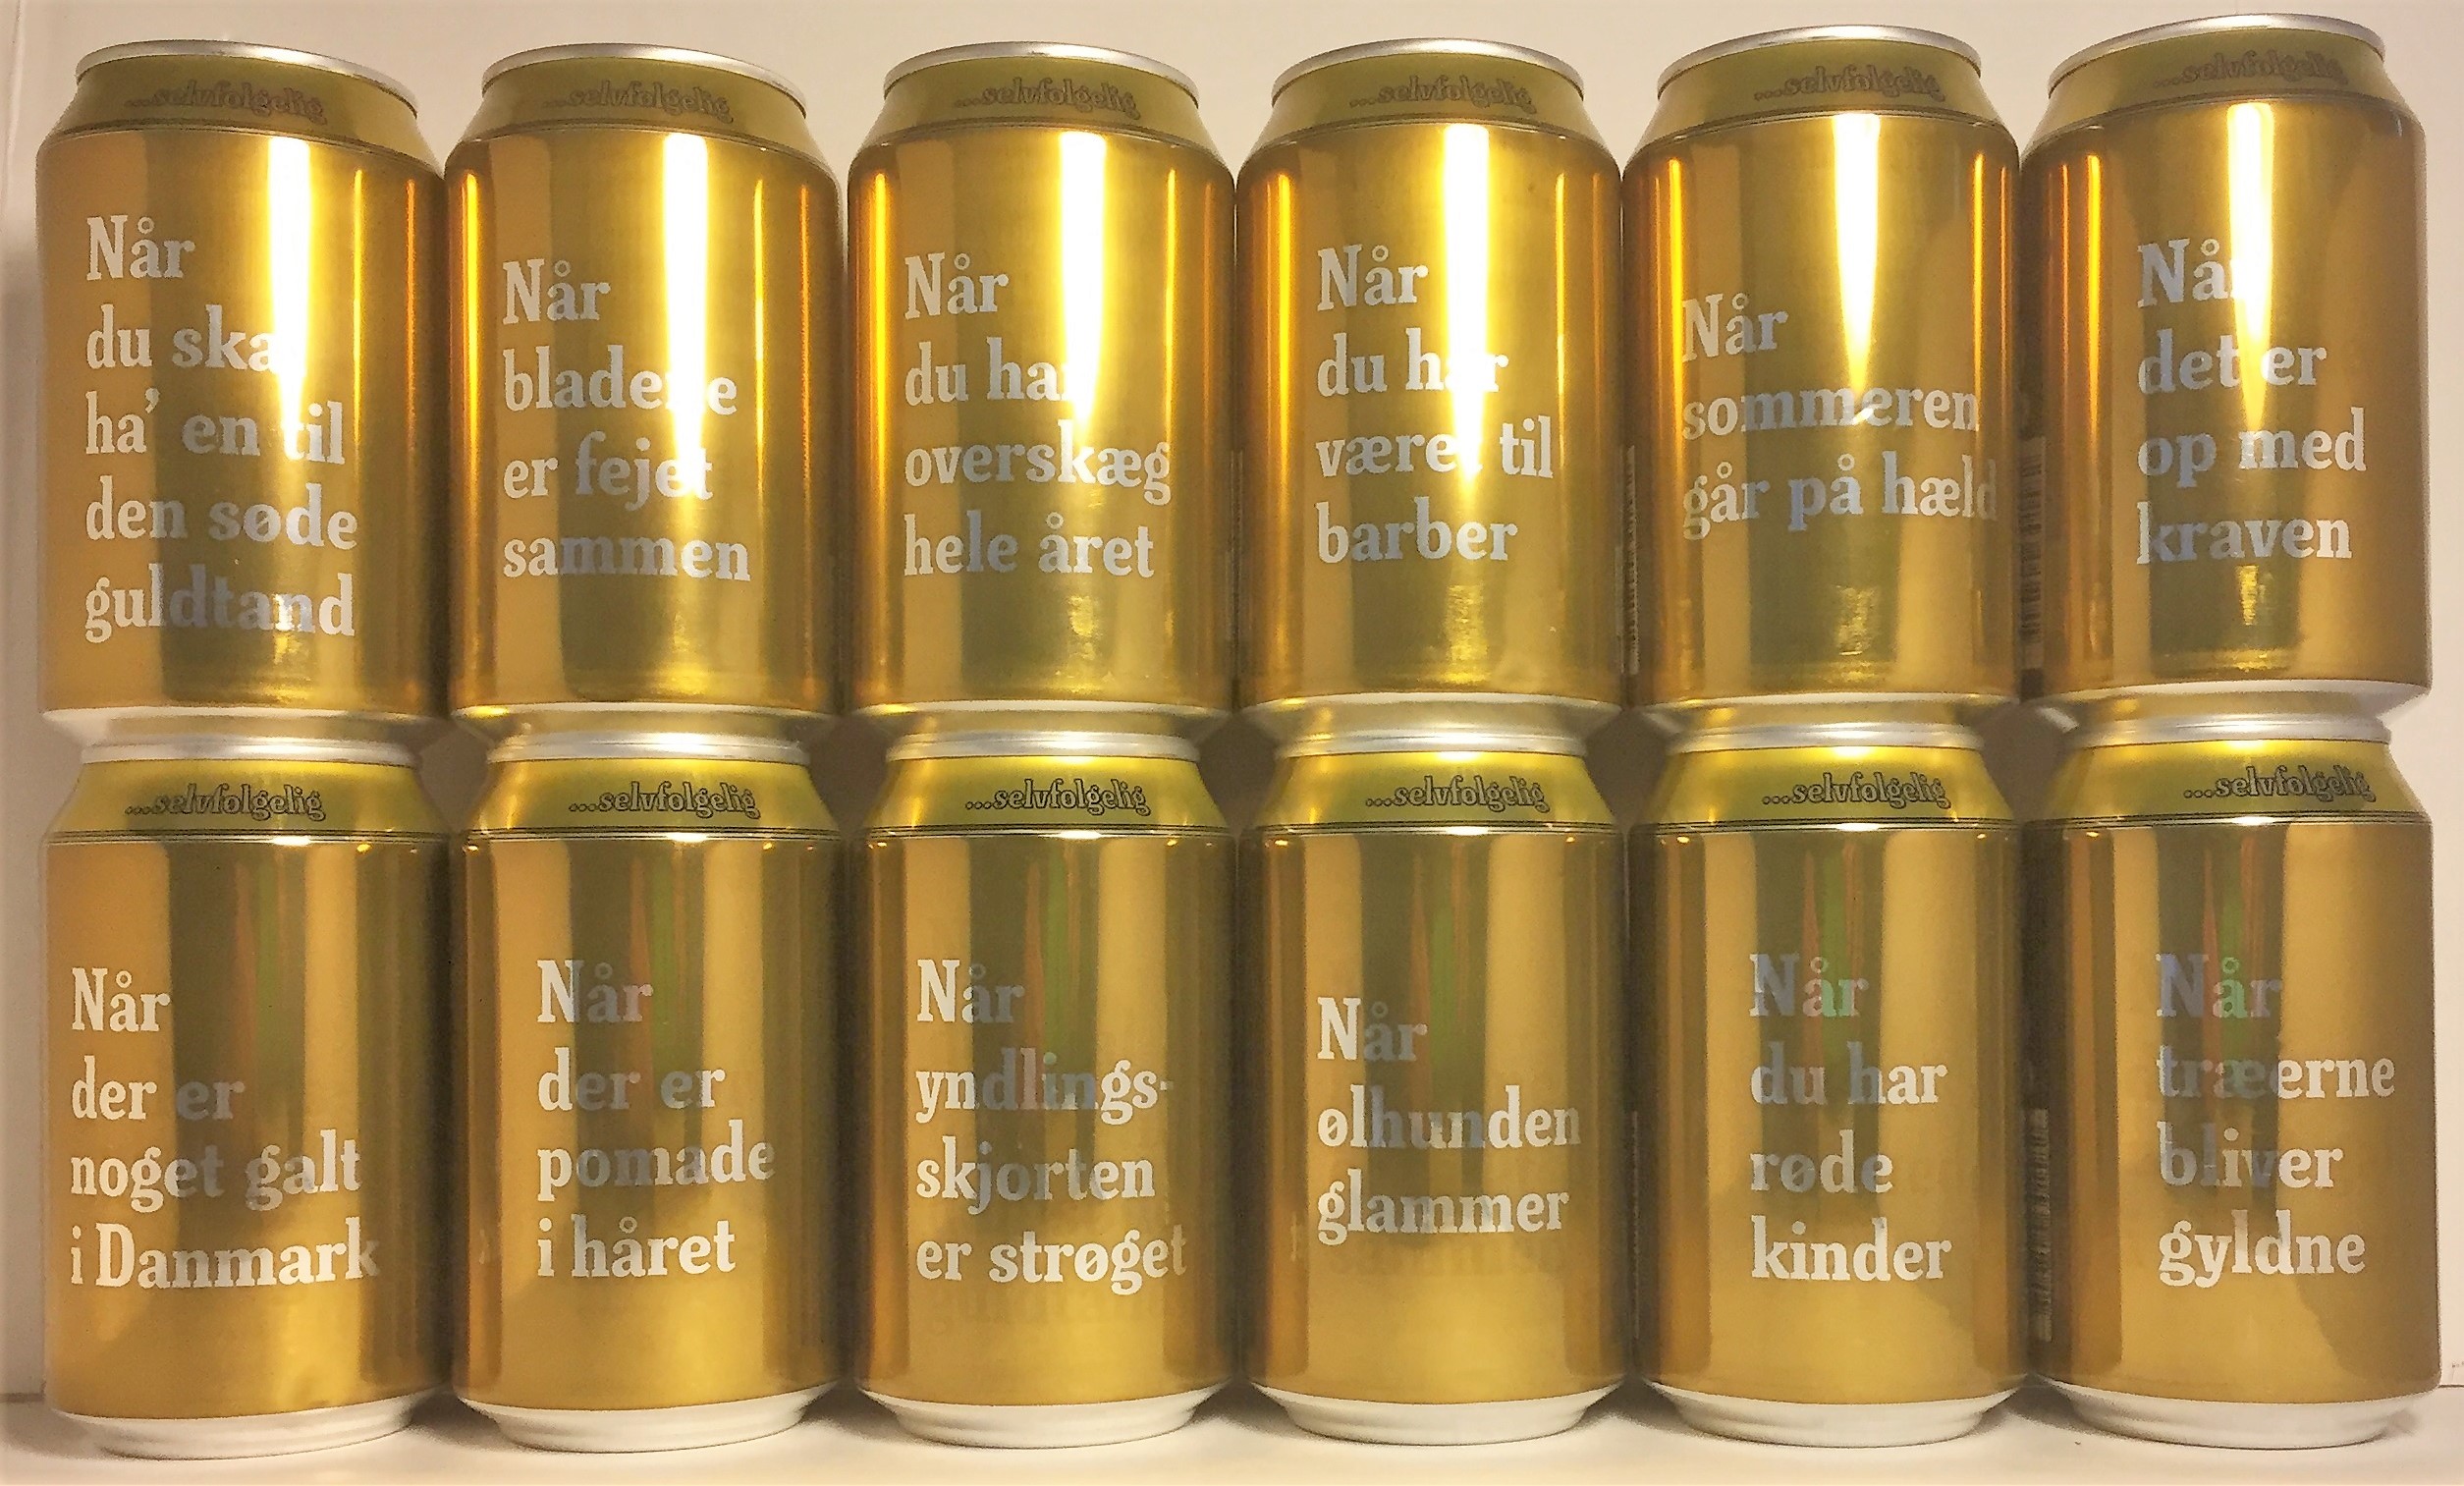 ...selvfølgelig
Når
du ska'
ha' en til
den søde
guldtand
...selvfølgelig
Når
bladene
er fejet
sammen
...selvfølgelig
Når
du har
overskæg
hele året
...selvfølgelig
Når
du har
været til
barber
...selvfølgelig
Når
sommeren
går på hæld
...selvfølgelig
Når
det er
op med
kraven
...selvfølgelig
Når
der er
noget galt
i Danmark
...selvfølgelig
Når
der er
pomade
i håret
...selvfølgelig
Når
yndlings-
skjorten
er strøget
...selvfølgelig
Når
ølhunden
glammer
...selvfølgelig
Når
du har
røde
kinder
...selvfølgelig
Når
træerne
bliver
gyldne